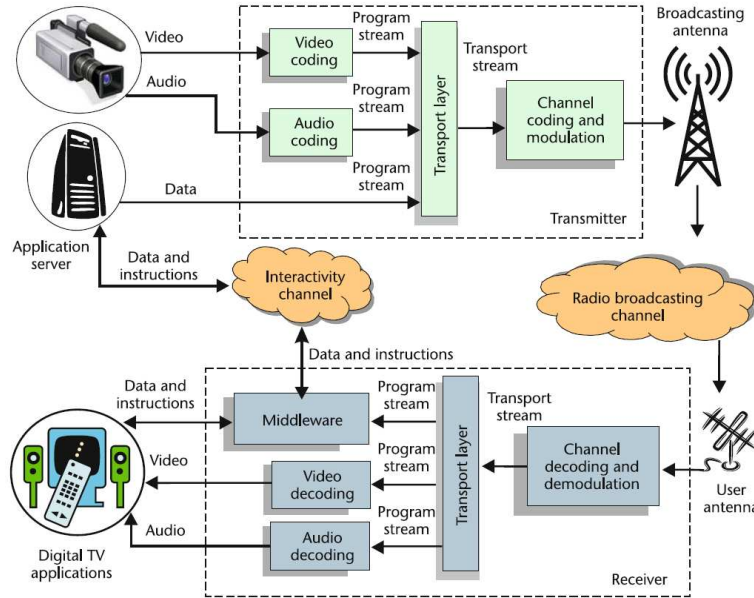 Video
Audio
Video
coding
Audio
coding
Program
stream
Program
stream
Program
stream
Transport layer
Transport
stream
Channel
coding and
modulation
Broadcasting
antenna
Data
Transmitter
Application
server
Data and
instructions
Interactivity
channel
Radio broadcasting
channel
Data and instructions
Data and
instructions
Middleware
Program
stream
Transport layer
Transport
stream
Channel
decoding and
demodulation
User
antenna
Video
Video
decoding
Program
stream
Audio
Audio
decoding
Program
stream
Digital TV
applications
Receiver